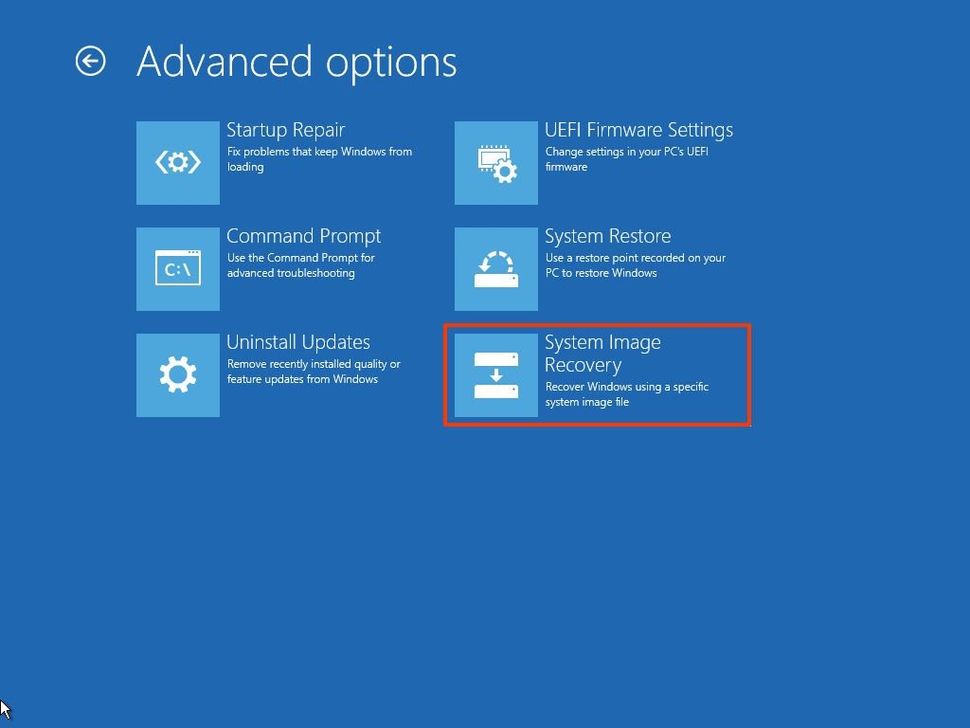 Advanced options
Startup Repair
Fix problems that keep Windows from
loading
UEFI Firmware Settings
Change settings in your PC's UEFI
firmware
Command Prompt
Use the Command Prompt for
advanced troubleshooting
C:\
System Restore
Use a restore point recorded on your
PC to restore Windows
Uninstall Updates
Remove recently installed quality or
feature updates from Windows
System Image
Recovery
Recover Windows using a specific
system image file